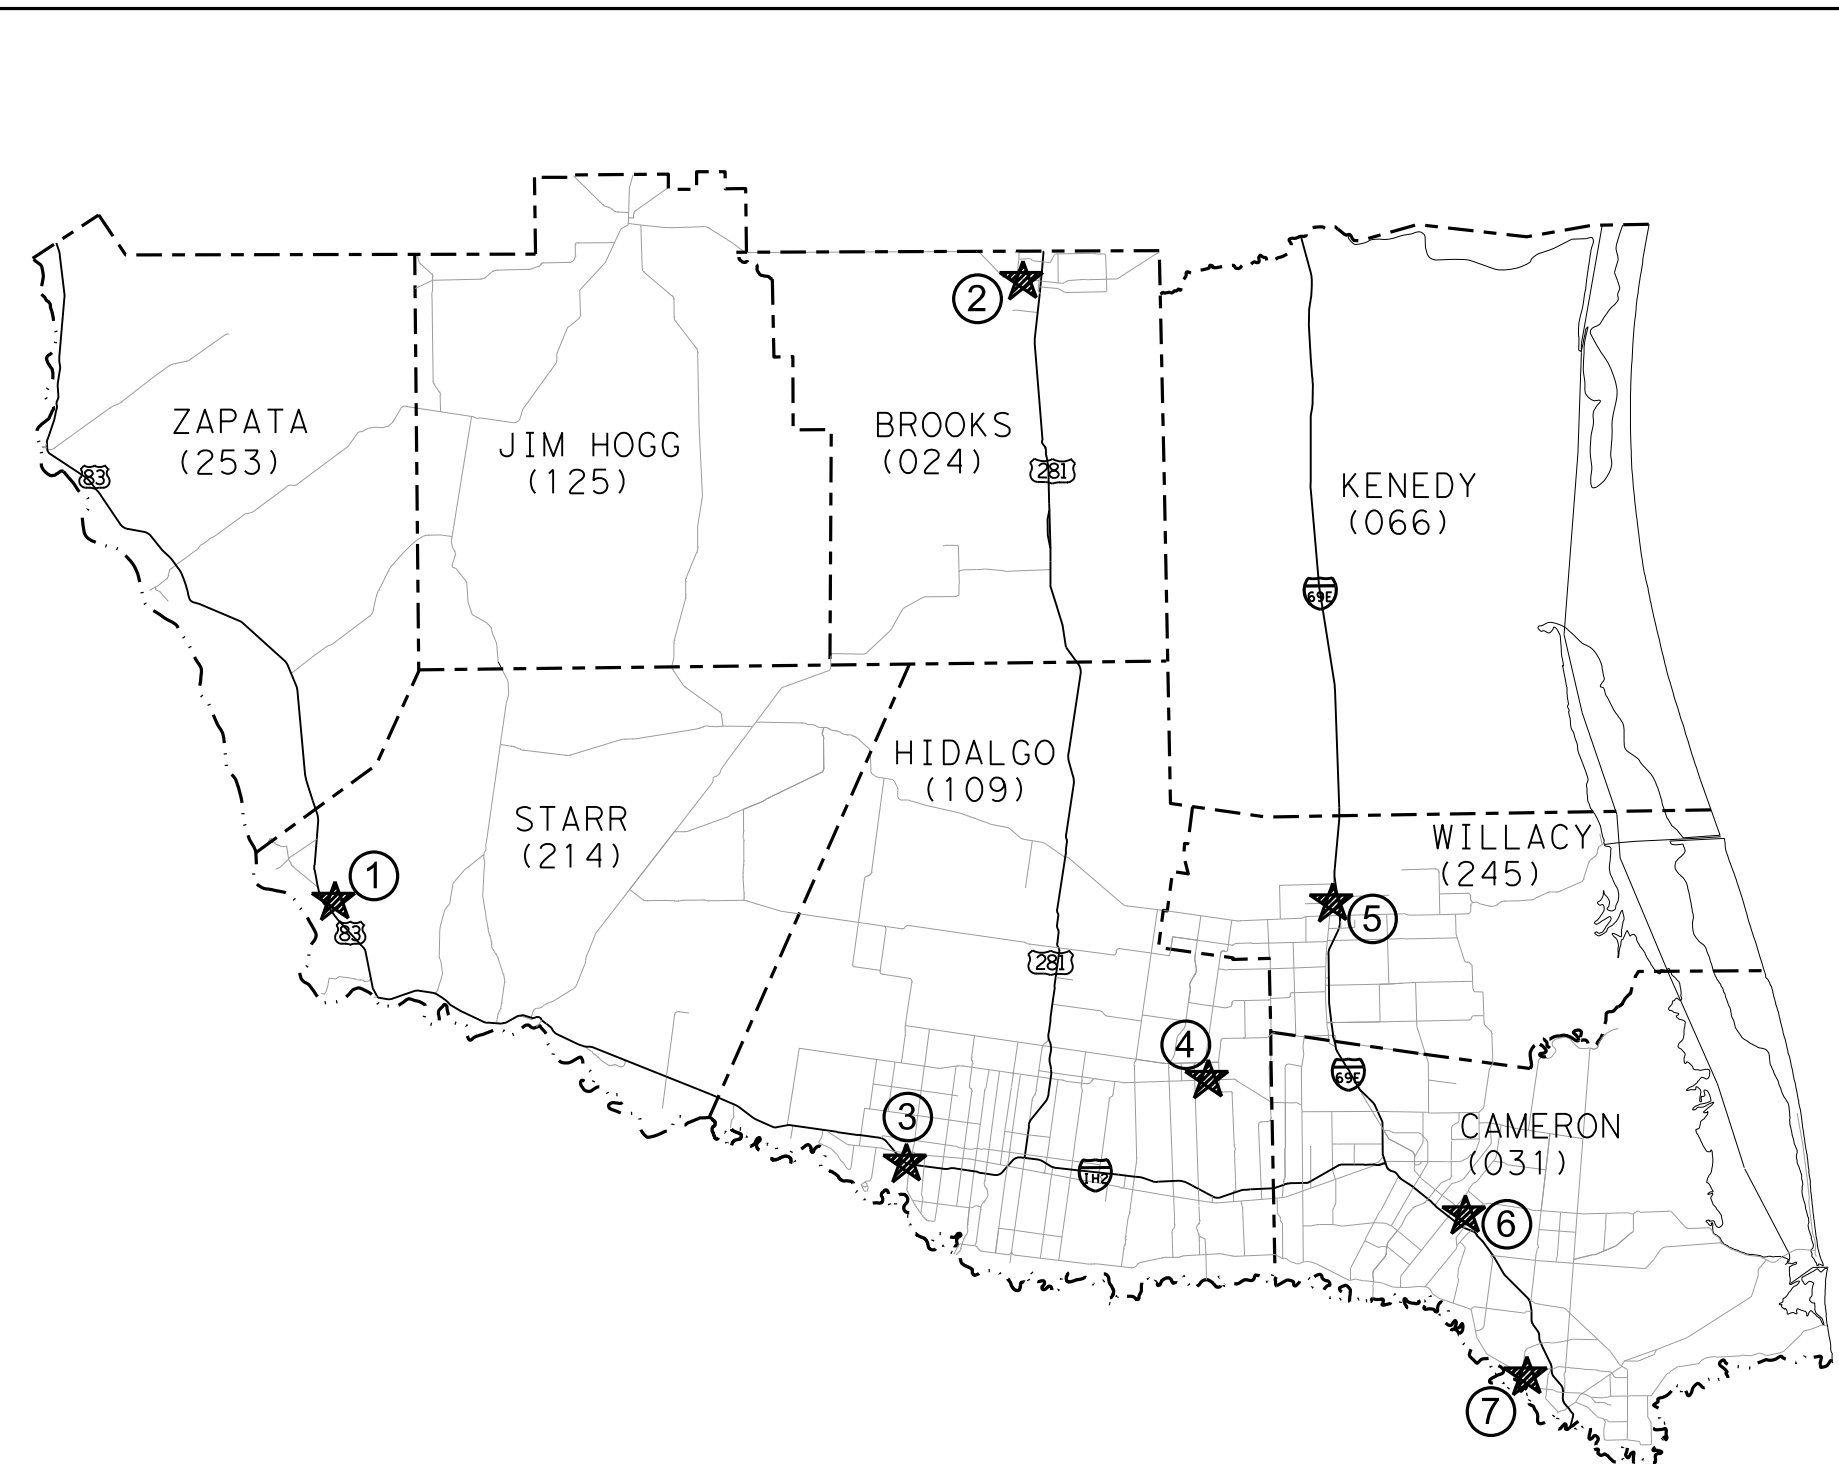 2
ZAPATA
(253)
83
JIM HOGG
(125)
BROOKS
(024)
281
KENEDY
(066)
69E
HIDALGO
(109)
STARR
(214)
WILLACY
(245)
1
83
5
281
4
69E
3
CAMERON
(031)
IH2
6
7